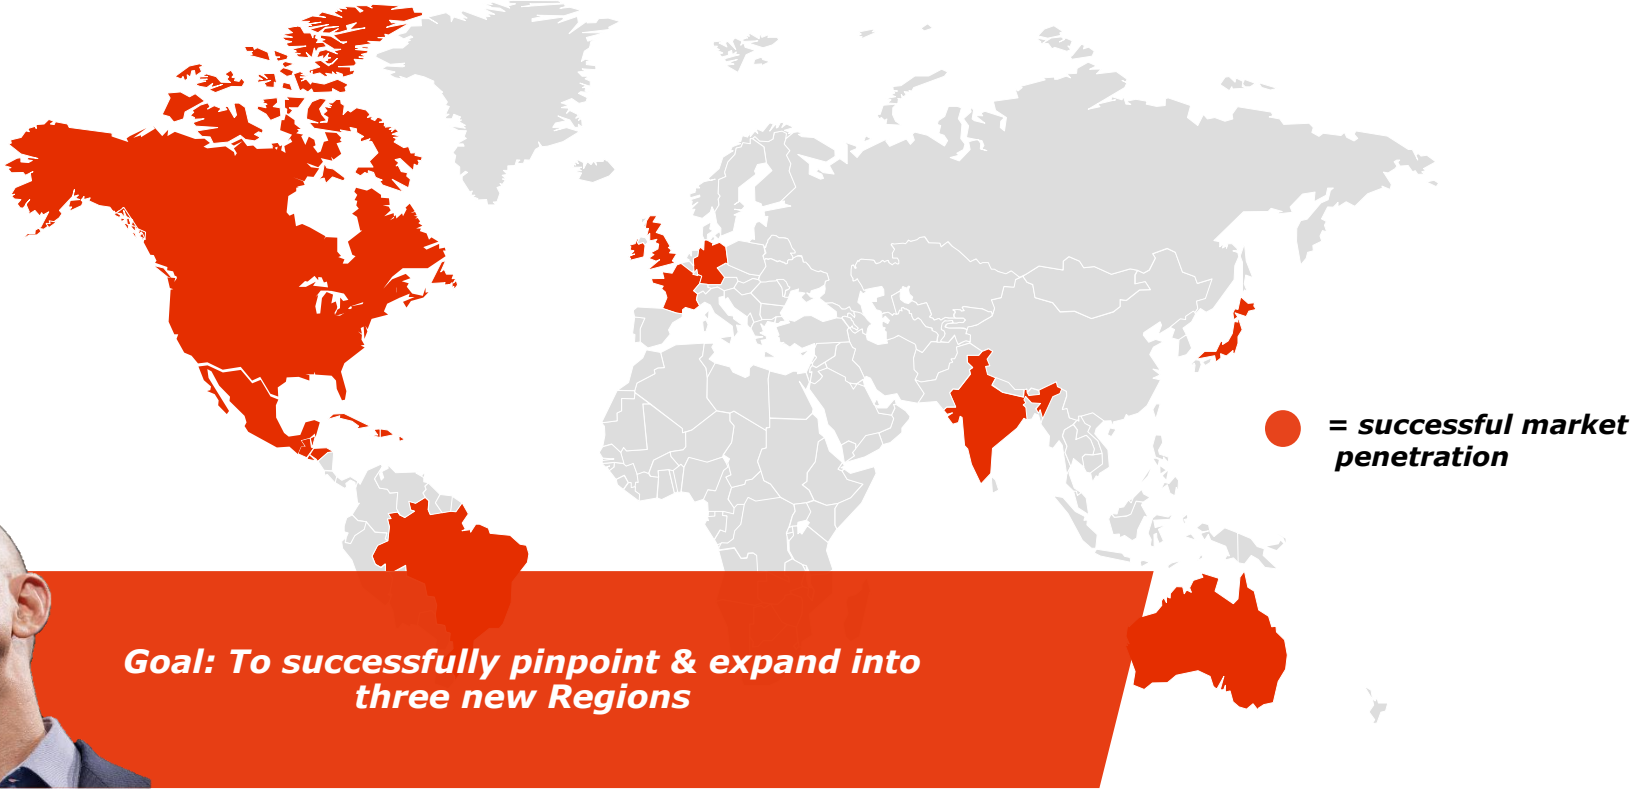 = successful market
penetration
Goal: To successfully pinpoint & expand into
three new Regions